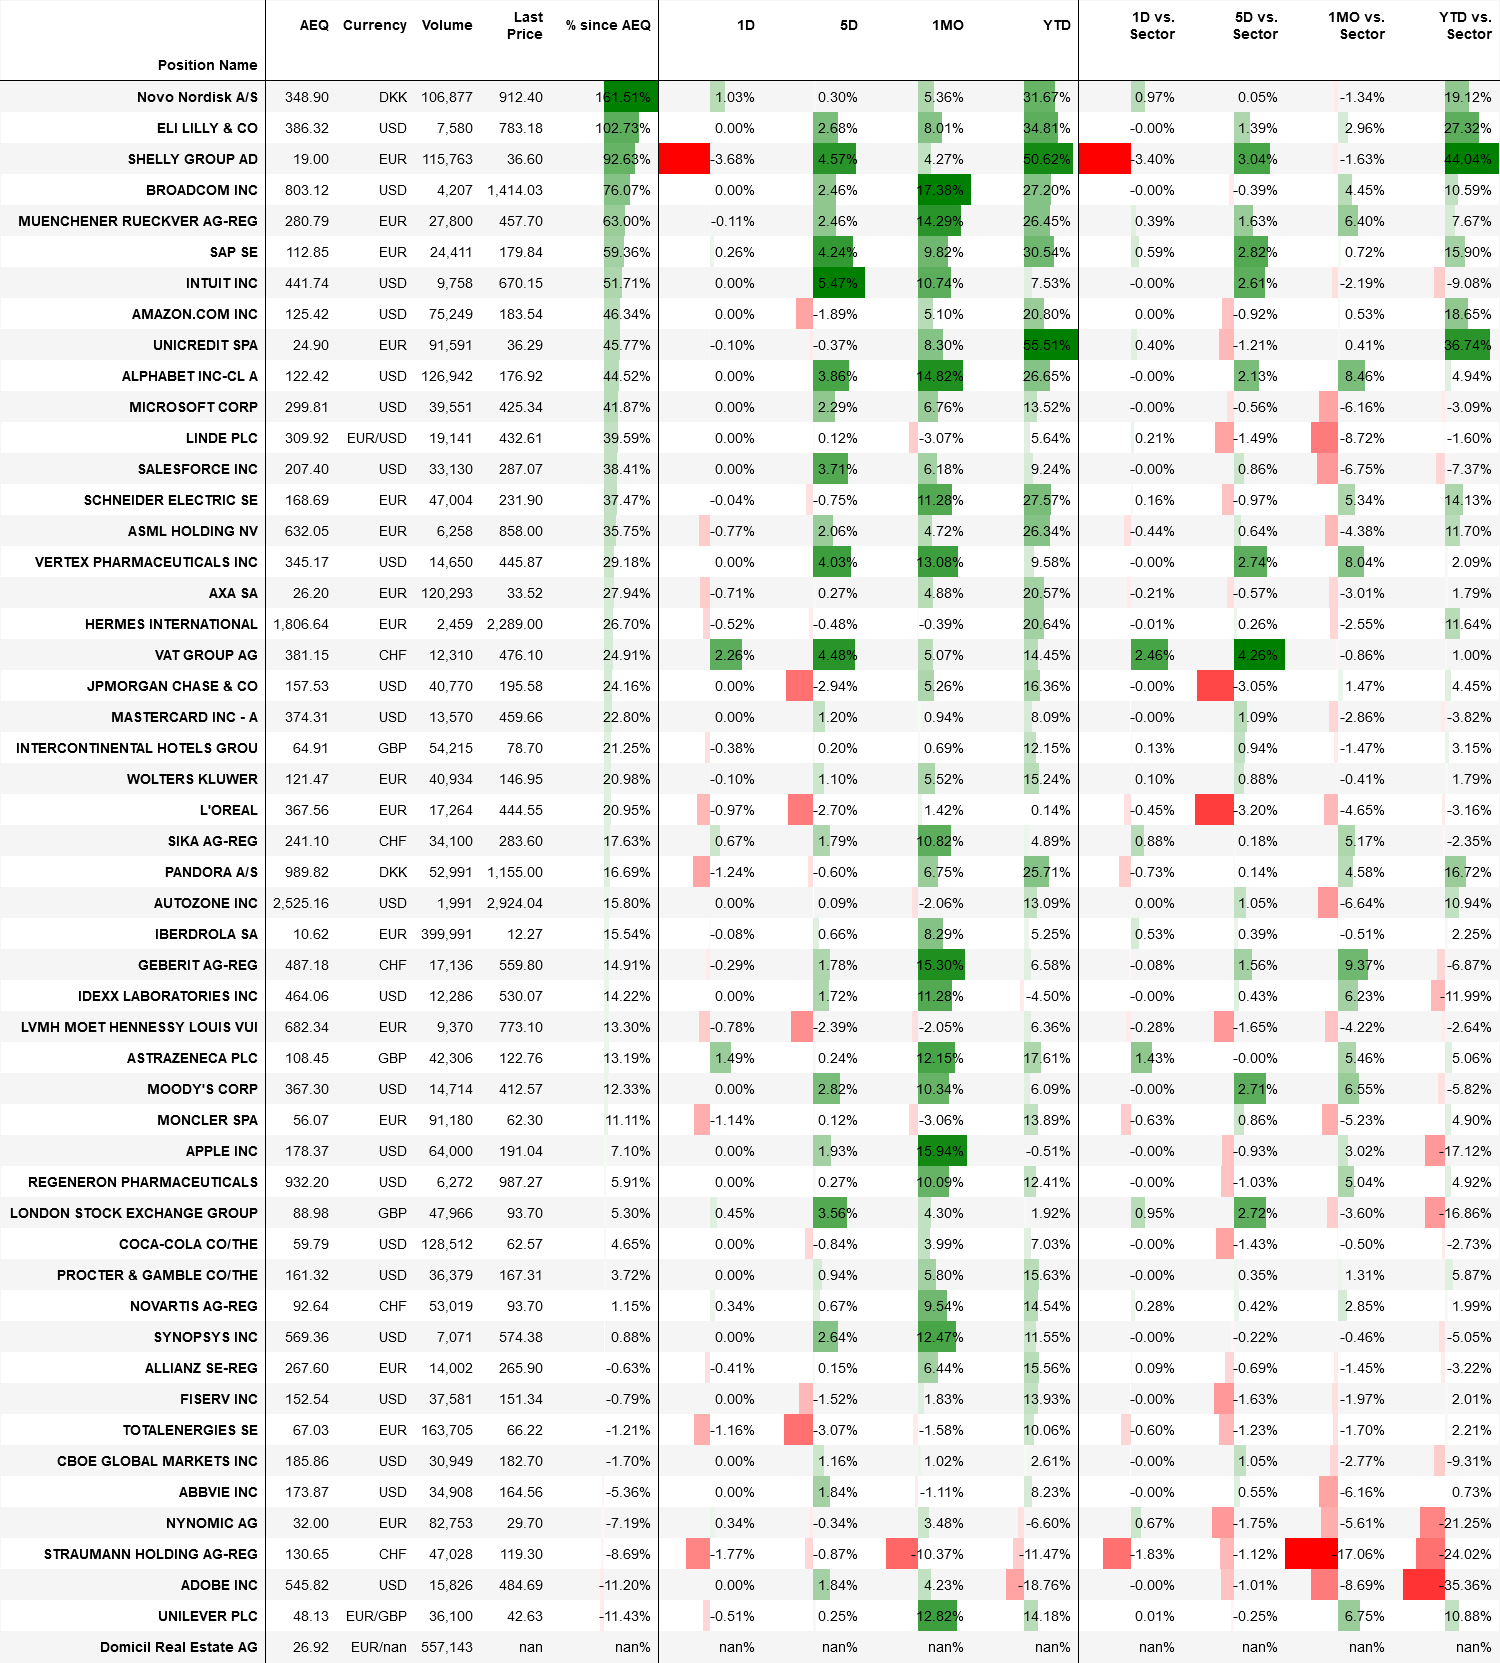 Position Name AEQ Currency Volume Last Price % since AEQ 1D 5D 1MO YTD 1D vs. Sector 5D vs. Sector 1MO vs. Sector YTD vs. Sector
Novo Nordisk A/S 348.90 DKK 106,877 912.40 161.51% 1.03% 0.30% 5.36% 31.67% 0.97% 0.05% -1.34% 19.12%
ELI LILLY & CO 386.32 USD 7,580 783.18 102.73% 0.00% 2.68% 8.01% 34.81% -0.00% 1.39% 2.96% 27.32%
SHELLY GROUP AD 19.00 EUR 115,763 36.60 92.63% -3.68% 4.57% 4.27% 50.62% -3.40% 3.04% -1.63% 44.04%
BROADCOM INC 803.12 USD 4,207 1,414.03 76.07% 0.00% 2.46% 17.38% 27.20% -0.00% -0.39% 4.45% 10.59%
MUENCHENER RUECKVER AG-REG 280.79 EUR 27,800 457.70 63.00% -0.11% 2.46% 14.29% 26.45% 0.39% 1.63% 6.40% 7.67%
SAP SE 112.85 EUR 24,411 179.84 59.36% 0.26% 4.24% 9.82% 30.54% 0.59% 2.82% 0.72% 15.90%
INTUIT INC 441.74 USD 9,758 670.15 51.71% 0.00% 5.47% 10.74% 7.53% -0.00% 2.61% -2.19% -9.08%
AMAZON.COM INC 125.42 USD 75,249 183.54 46.34% 0.00% -1.89% 5.10% 20.80% 0.00% -0.92% 0.53% 18.65%
UNICREDIT SPA 24.90 EUR 91,591 36.29 45.77% -0.10% -0.37% 8.30% 55.51% 0.40% -1.21% 0.41% 36.74%
ALPHABET INC-CL A 122.42 USD 126,942 176.92 44.52% 0.00% 3.86% 14.82% 26.65% -0.00% 2.13% 8.46% 4.94%
MICROSOFT CORP 299.81 USD 39,551 425.34 41.87% 0.00% 2.29% 6.76% 13.52% -0.00% -0.56% -6.16% -3.09%
LINDE PLC 309.92 EUR/USD 19,141 432.61 39.59% 0.00% 0.12% -3.07% 5.64% 0.21% -1.49% -8.72% -1.60%
SALESFORCE INC 207.40 USD 33,130 287.07 38.41% 0.00% 3.71% 6.18% 9.24% -0.00% 0.86% -6.75% -7.37%
SCHNEIDER ELECTRIC SE 168.69 EUR 47,004 231.90 37.47% -0.04% -0.75% 11.28% 27.57% 0.16% -0.97% 5.34% 14.13%
ASML HOLDING NV 632.05 EUR 6,258 858.00 35.75% -0.77% 2.06% 4.72% 26.34% -0.44% 0.64% -4.38% 11.70%
VERTEX PHARMACEUTICALS INC 345.17 USD 14,650 445.87 29.18% 0.00% 4.03% 13.08% 9.58% -0.00% 2.74% 8.04% 2.09%
AXA SA 26.20 EUR 120,293 33.52 27.94% -0.71% 0.27% 4.88% 20.57% -0.21% -0.57% -3.01% 1.79%
HERMES INTERNATIONAL 1,806.64 EUR 2,459 2,289.00 26.70% -0.52% -0.48% -0.39% 20.64% -0.01% 0.26% -2.55% 11.64%
VAT GROUP AG 381.15 CHF 12,310 476.10 24.91% 2.26% 4.48% 5.07% 14.45% 2.46% 4.26% -0.86% 1.00%
JPMORGAN CHASE & CO 157.53 USD 40,770 195.58 24.16% 0.00% -2.94% 5.26% 16.36% -0.00% -3.05% 1.47% 4.45%
MASTERCARD INC - A 374.31 USD 13,570 459.66 22.80% 0.00% 1.20% 0.94% 8.09% -0.00% 1.09% -2.86% -3.82%
INTERCONTINENTAL HOTELS GROU 64.91 GBP 54,215 78.70 21.25% -0.38% 0.20% 0.69% 12.15% 0.13% 0.94% -1.47% 3.15%
WOLTERS KLUWER 121.47 EUR 40,934 146.95 20.98% -0.10% 1.10% 5.52% 15.24% 0.10% 0.88% -0.41% 1.79%
L'OREAL 367.56 EUR 17,264 444.55 20.95% -0.97% -2.70% 1.42% 0.14% -0.45% -3.20% -4.65% -3.16%
SIKA AG-REG 241.10 CHF 34,100 283.60 17.63% 0.67% 1.79% 10.82% 4.89% 0.88% 0.18% 5.17% -2.35%
PANDORA A/S 989.82 DKK 52,991 1,155.00 16.69% -1.24% -0.60% 6.75% 25.71% -0.73% 0.14% 4.58% 16.72%
AUTOZONE INC 2,525.16 USD 1,991 2,924.04 15.80% 0.00% 0.09% -2.06% 13.09% 0.00% 1.05% -6.64% 10.94%
IBERDROLA SA 10.62 EUR 399,991 12.27 15.54% -0.08% 0.66% 8.29% 5.25% 0.53% 0.39% -0.51% 2.25%
GEBERIT AG-REG 487.18 CHF 17,136 559.80 14.91% -0.29% 1.78% 15.30% 6.58% -0.08% 1.56% 9.37% -6.87%
IDEXX LABORATORIES INC 464.06 USD 12,286 530.07 14.22% 0.00% 1.72% 11.28% -4.50% -0.00% 0.43% 6.23% -11.99%
LVMH MOET HENNESSY LOUIS VUI 682.34 EUR 9,370 773.10 13.30% -0.78% -2.39% -2.05% 6.36% -0.28% -1.65% -4.22% -2.64%
ASTRAZENECA PLC 108.45 GBP 42,306 122.76 13.19% 1.49% 0.24% 12.15% 17.61% 1.43% -0.00% 5.46% 5.06%
MOODY'S CORP 367.30 USD 14,714 412.57 12.33% 0.00% 2.82% 10.34% 6.09% -0.00% 2.71% 6.55% -5.82%
MONCLER SPA 56.07 EUR 91,180 62.30 11.11% -1.14% 0.12% -3.06% 13.89% -0.63% 0.86% -5.23% 4.90%
APPLE INC 178.37 USD 64,000 191.04 7.10% 0.00% 1.93% 15.94% -0.51% -0.00% -0.93% 3.02% -17.12%
REGENERON PHARMACEUTICALS 932.20 USD 6,272 987.27 5.91% 0.00% 0.27% 10.09% 12.41% -0.00% -1.03% 5.04% 4.92%
LONDON STOCK EXCHANGE GROUP 88.98 GBP 47,966 93.70 5.30% 0.45% 3.56% 4.30% 1.92% 0.95% 2.72% -3.60% -16.86%
COCA-COLA CO/THE 59.79 USD 128,512 62.57 4.65% 0.00% -0.84% 3.99% 7.03% -0.00% -1.43% -0.50% -2.73%
PROCTER & GAMBLE CO/THE 161.32 USD 36,379 167.31 3.72% 0.00% 0.94% 5.80% 15.63% -0.00% 0.35% 1.31% 5.87%
NOVARTIS AG-REG 92.64 CHF 53,019 93.70 1.15% 0.34% 0.67% 9.54% 14.54% 0.28% 0.42% 2.85% 1.99%
SYNOPSYS INC 569.36 USD 7,071 574.38 0.88% 0.00% 2.64% 12.47% 11.55% -0.00% -0.22% -0.46% -5.05%
ALLIANZ SE-REG 267.60 EUR 14,002 265.90 -0.63% -0.41% 0.15% 6.44% 15.56% 0.09% -0.69% -1.45% -3.22%
FISERV INC 152.54 USD 37,581 151.34 -0.79% 0.00% -1.52% 1.83% 13.93% -0.00% -1.63% -1.97% 2.01%
TOTALENERGIES SE 67.03 EUR 163,705 66.22 -1.21% -1.16% -3.07% -1.58% 10.06% -0.60% -1.23% -1.70% 2.21%
CBOE GLOBAL MARKETS INC 185.86 USD 30,949 182.70 -1.70% 0.00% 1.16% 1.02% 2.61% -0.00% 1.05% -2.77% -9.31%
ABBVIE INC 173.87 USD 34,908 164.56 -5.36% 0.00% 1.84% -1.11% 8.23% -0.00% 0.55% -6.16% 0.73%
NYNOMIC AG 32.00 EUR 82,753 29.70 -7.19% 0.34% -0.34% 3.48% -6.60% 0.67% -1.75% -5.61% -21.25%
STRAUMANN HOLDING AG-REG 130.65 CHF 47,028 119.30 -8.69% -1.77% -0.87% -10.37% -11.47% -1.83% -1.12% -17.06% -24.02%
ADOBE INC 545.82 USD 15,826 484.69 -11.20% 0.00% 1.84% 4.23% -18.76% -0.00% -1.01% -8.69% -35.36%
UNILEVER PLC 48.13 EUR/GBP 36,100 42.63 -11.43% -0.51% 0.25% 12.82% 14.18% 0.01% -0.25% 6.75% 10.88%
Domicil Real Estate AG 26.92 EUR/nan 557,143 nan nan% nan% nan% nan% nan% nan% nan% nan% nan%